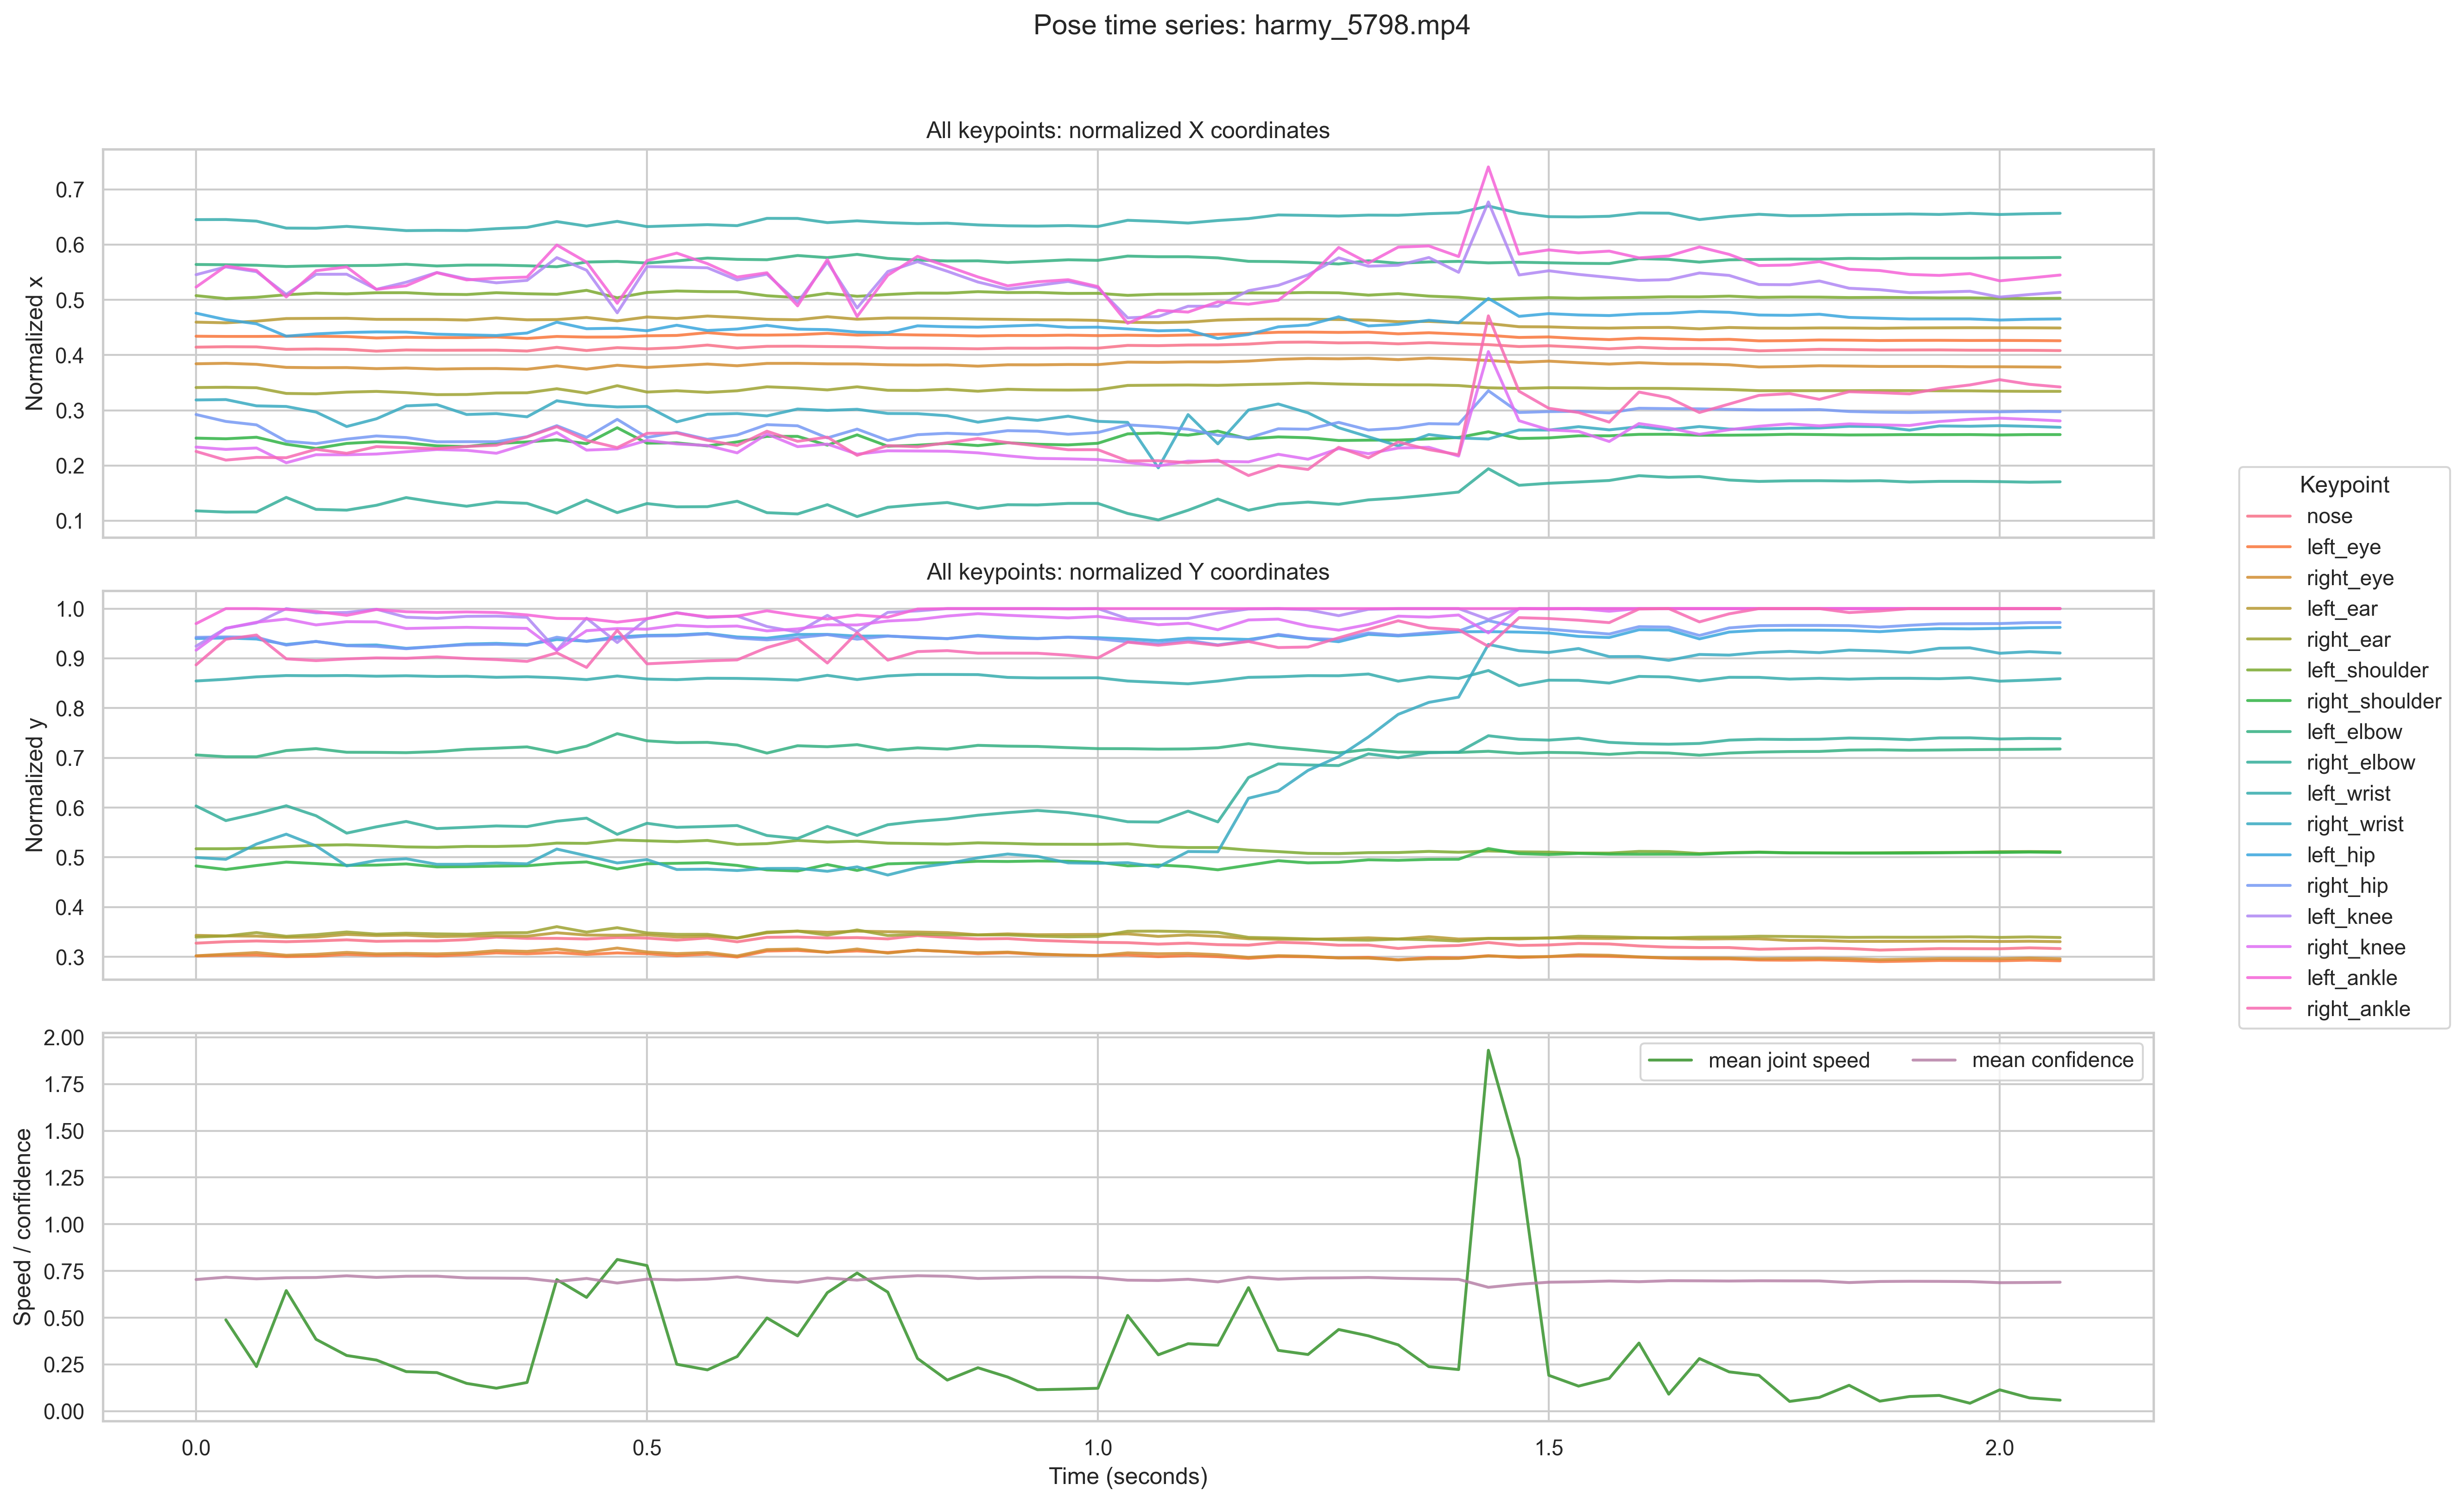 Pose time series: harmy_5798.mp4
All keypoints: normalized X coordinates
Normalized x
0.7
0.6
0.5
0.4
0.3
0.2
0.1
All keypoints: normalized Y coordinates
Normalized y
1.0
0.9
0.8
0.7
0.6
0.5
0.4
0.3
Keypoint
nose
left_eye
right_eye
left_ear
right_ear
left_shoulder
right_shoulder
left_elbow
right_elbow
left_wrist
right_wrist
left_hip
right_hip
left_knee
right_knee
left_ankle
right_ankle
Speed / confidence
2.00
1.75
1.50
1.25
1.00
0.75
0.50
0.25
0.00
mean joint speed mean confidence
0.0 0.5 1.0 1.5 2.0
Time (seconds)